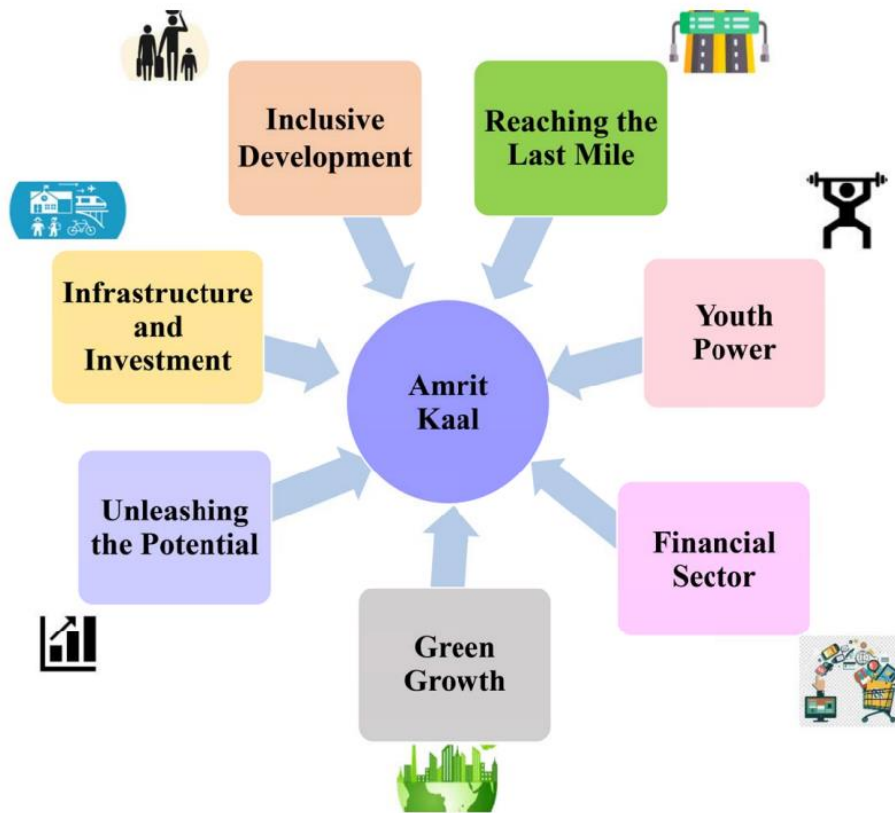 Inclusive
Development
Reaching the
Last Mile
Infrastructure
and
Investment
Youth
Power
Amrit
Kaal
Unleashing
the Potential
Financial
Sector
Green
Growth